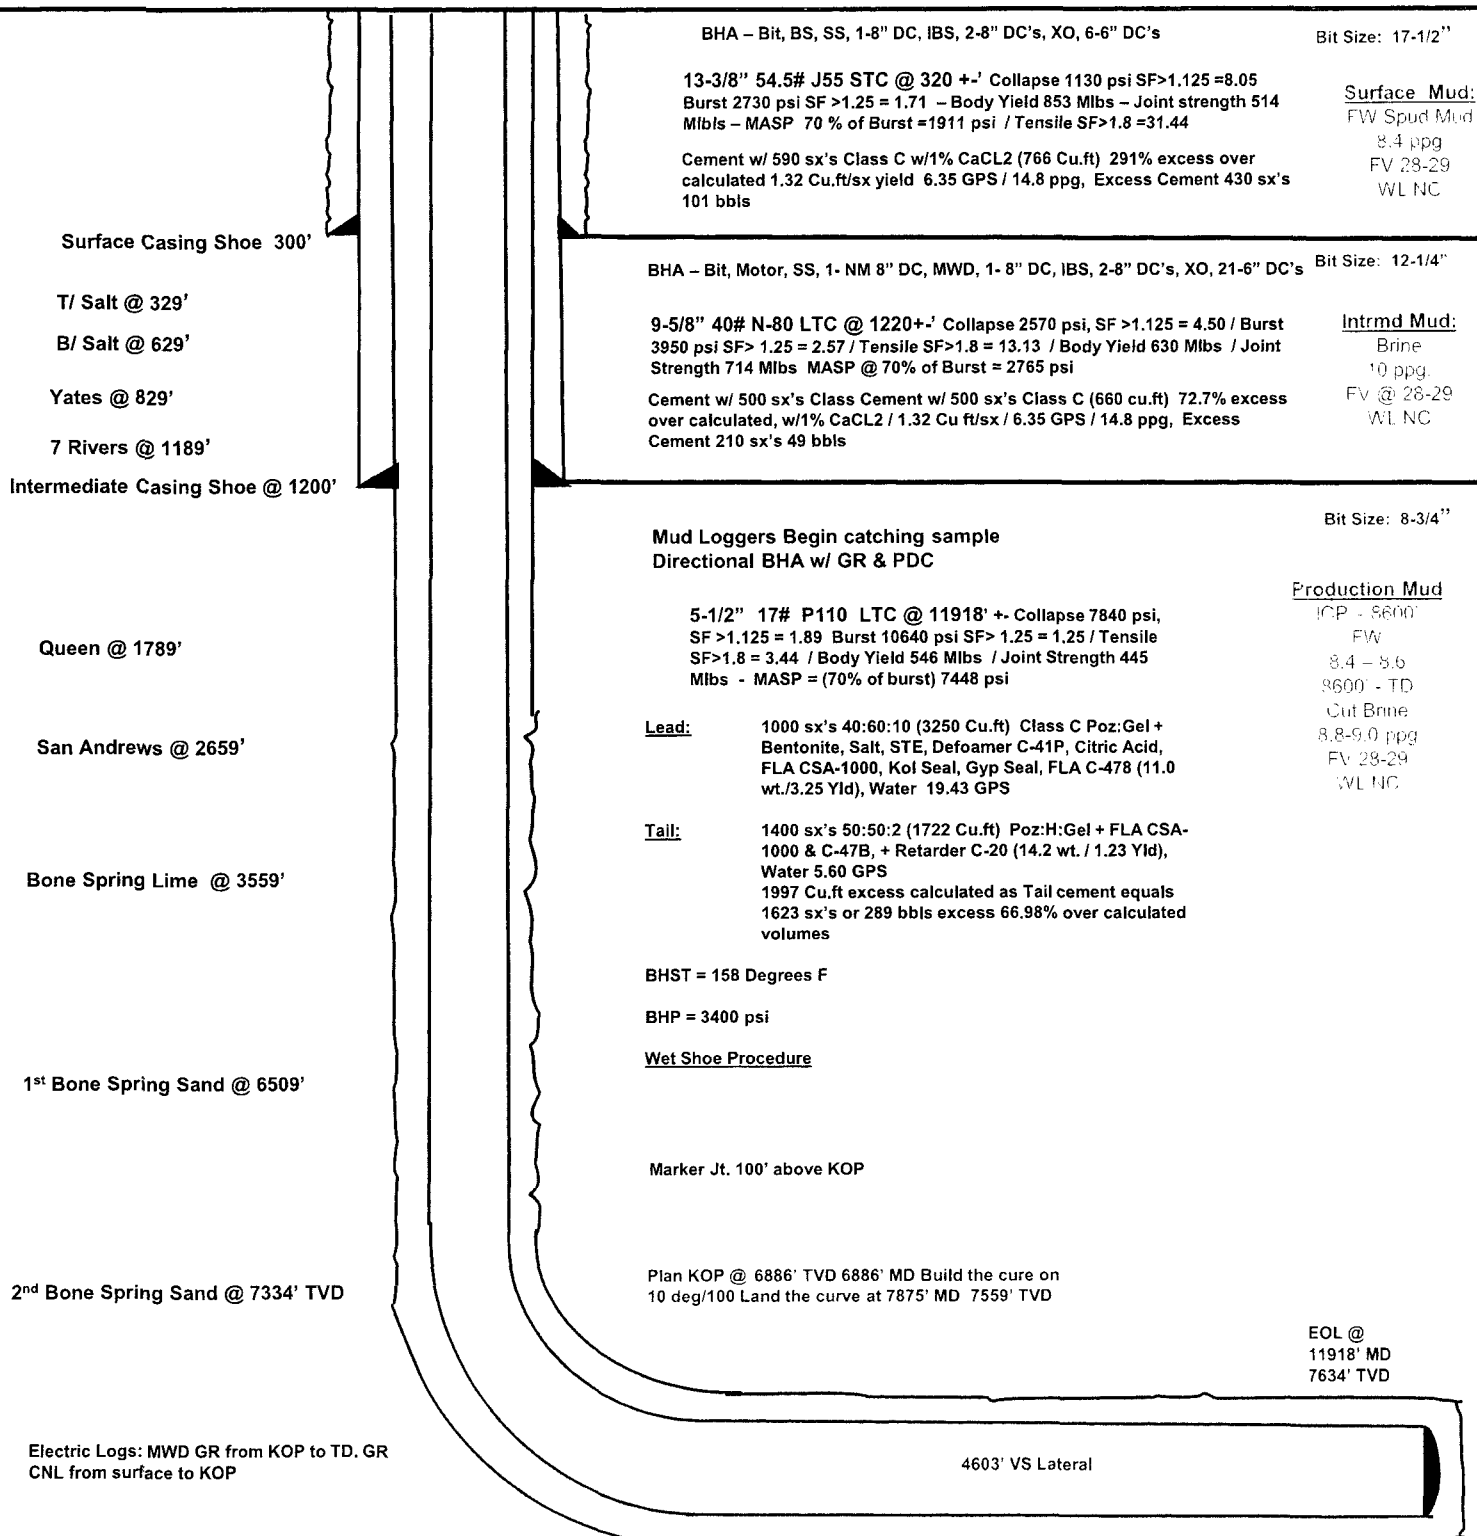 BHA – Bit, BS, SS, 1-8" DC, IBS, 2-8" DC's, XO, 6-6" DC's
Bit Size: 17-1/2"
13-3/8" 54.5# J55 STC @ 320 +-' Collapse 1130 psi SF>1.125 =8.05
Burst 2730 psi SF >1.25 = 1.71 – Body Yield 853 Mlbs – Joint strength 514
Mlbls – MASP 70 % of Burst =1911 psi / Tensile SF>1.8 =31.44
Cement w/ 590 sx's Class C w/1% CaCL2 (766 Cu.ft) 291% excess over
calculated 1.32 Cu.ft/sx yield 6.35 GPS / 14.8 ppg, Excess Cement 430 sx's
101 bbls
Surface Mud:
FW Spud Mud
8.4 ppg
FV 28-29
WL NC
Surface Casing Shoe 300'
T/ Salt @ 329'
B/ Salt @ 629'
Yates @ 829'
7 Rivers @ 1189'
Intermediate Casing Shoe @ 1200'
BHA – Bit, Motor, SS, 1- NM 8" DC, MWD, 1- 8" DC, IBS, 2-8" DC's, XO, 21-6" DC's
Bit Size: 12-1/4"
9-5/8" 40# N-80 LTC @ 1220+-' Collapse 2570 psi, SF >1.125 = 4.50 / Burst
3950 psi SF> 1.25 = 2.57 / Tensile SF>1.8 = 13.13 / Body Yield 630 Mlbs / Joint
Strength 714 Mlbs MASP @ 70% of Burst = 2765 psi
Cement w/ 500 sx's Class Cement w/ 500 sx's Class C (660 cu.ft) 72.7% excess
over calculated, w/1% CaCL2 / 1.32 Cu ft/sx / 6.35 GPS / 14.8 ppg, Excess
Cement 210 sx's 49 bbls
Intrmd Mud:
Brine
10 ppg.
FV @ 28-29
WL NC
Bit Size: 8-3/4"
Mud Loggers Begin catching sample
Directional BHA w/ GR & PDC
5-1/2" 17# P110 LTC @ 11918' +- Collapse 7840 psi,
SF >1.125 = 1.89 Burst 10640 psi SF> 1.25 = 1.25 / Tensile
SF>1.8 = 3.44 / Body Yield 546 Mlbs / Joint Strength 445
Mlbs - MASP = (70% of burst) 7448 psi
Production Mud
ICP - 8600'
FW
8.4 – 8.6
8600' - TD
Cut Brine
8.8-9.0 ppg
FV 28-29
WL NC
Queen @ 1789'
San Andrews @ 2659'
Bone Spring Lime @ 3559'
1st Bone Spring Sand @ 6509'
2nd Bone Spring Sand @ 7334' TVD
Lead: 1000 sx's 40:60:10 (3250 Cu.ft) Class C Poz:Gel +
Bentonite, Salt, STE, Defoamer C-41P, Citric Acid,
FLA CSA-1000, Kol Seal, Gyp Seal, FLA C-478 (11.0
wt./3.25 Yld), Water 19.43 GPS
Tail: 1400 sx's 50:50:2 (1722 Cu.ft) Poz:H:Gel + FLA CSA-
1000 & C-47B, + Retarder C-20 (14.2 wt. / 1.23 Yld),
Water 5.60 GPS
1997 Cu.ft excess calculated as Tail cement equals
1623 sx's or 289 bbls excess 66.98% over calculated
volumes
BHST = 158 Degrees F
BHP = 3400 psi
Wet Shoe Procedure
Marker Jt. 100' above KOP
Plan KOP @ 6886' TVD 6886' MD Build the cure on
10 deg/100 Land the curve at 7875' MD 7559' TVD
EOL @
11918' MD
7634' TVD
Electric Logs: MWD GR from KOP to TD. GR
CNL from surface to KOP
4603' VS Lateral